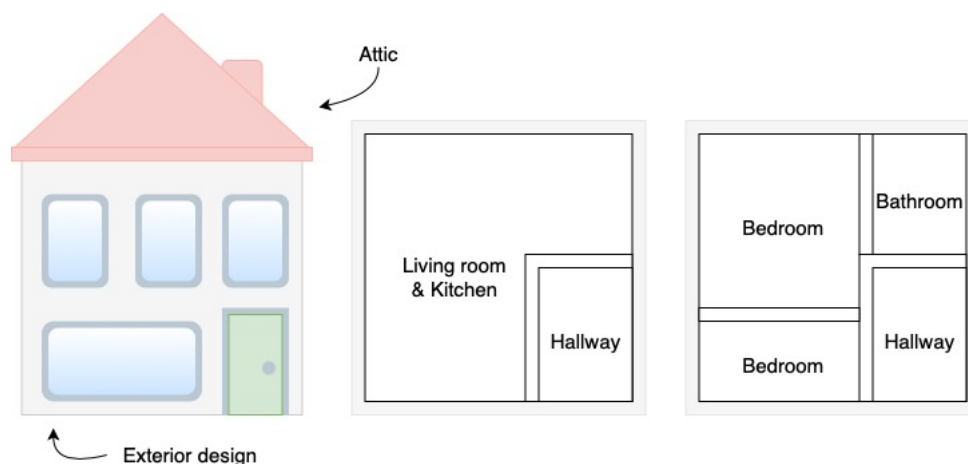 Attic
Living room
& Kitchen
Hallway
Bedroom
Bathroom
Bedroom
Hallway
Exterior design